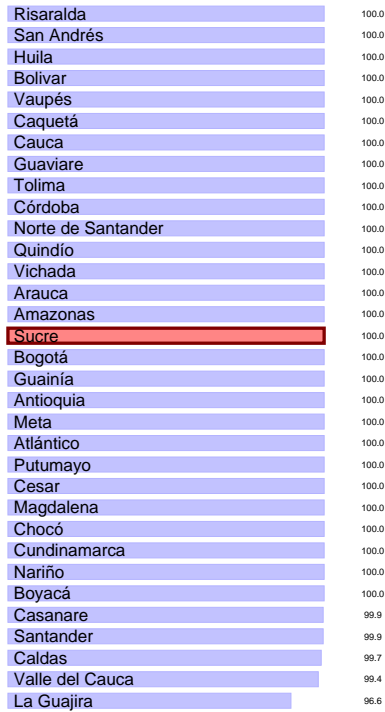 Risaralda 100.0
San Andrés 100.0
Huila 100.0
Bolivar 100.0
Vaupés 100.0
Caquetá 100.0
Cauca 100.0
Guaviare 100.0
Tolima 100.0
Córdoba 100.0
Norte de Santander 100.0
Quindío 100.0
Vichada 100.0
Arauca 100.0
Amazonas 100.0
Sucre 100.0
Bogotá 100.0
Guainía 100.0
Antioquia 100.0
Meta 100.0
Atlántico 100.0
Putumayo 100.0
Cesar 100.0
Magdalena 100.0
Chocó 100.0
Cundinamarca 100.0
Nariño 100.0
Boyacá 100.0
Casanare 99.9
Santander 99.9
Caldas 99.7
Valle del Cauca 99.4
La Guajira 96.6